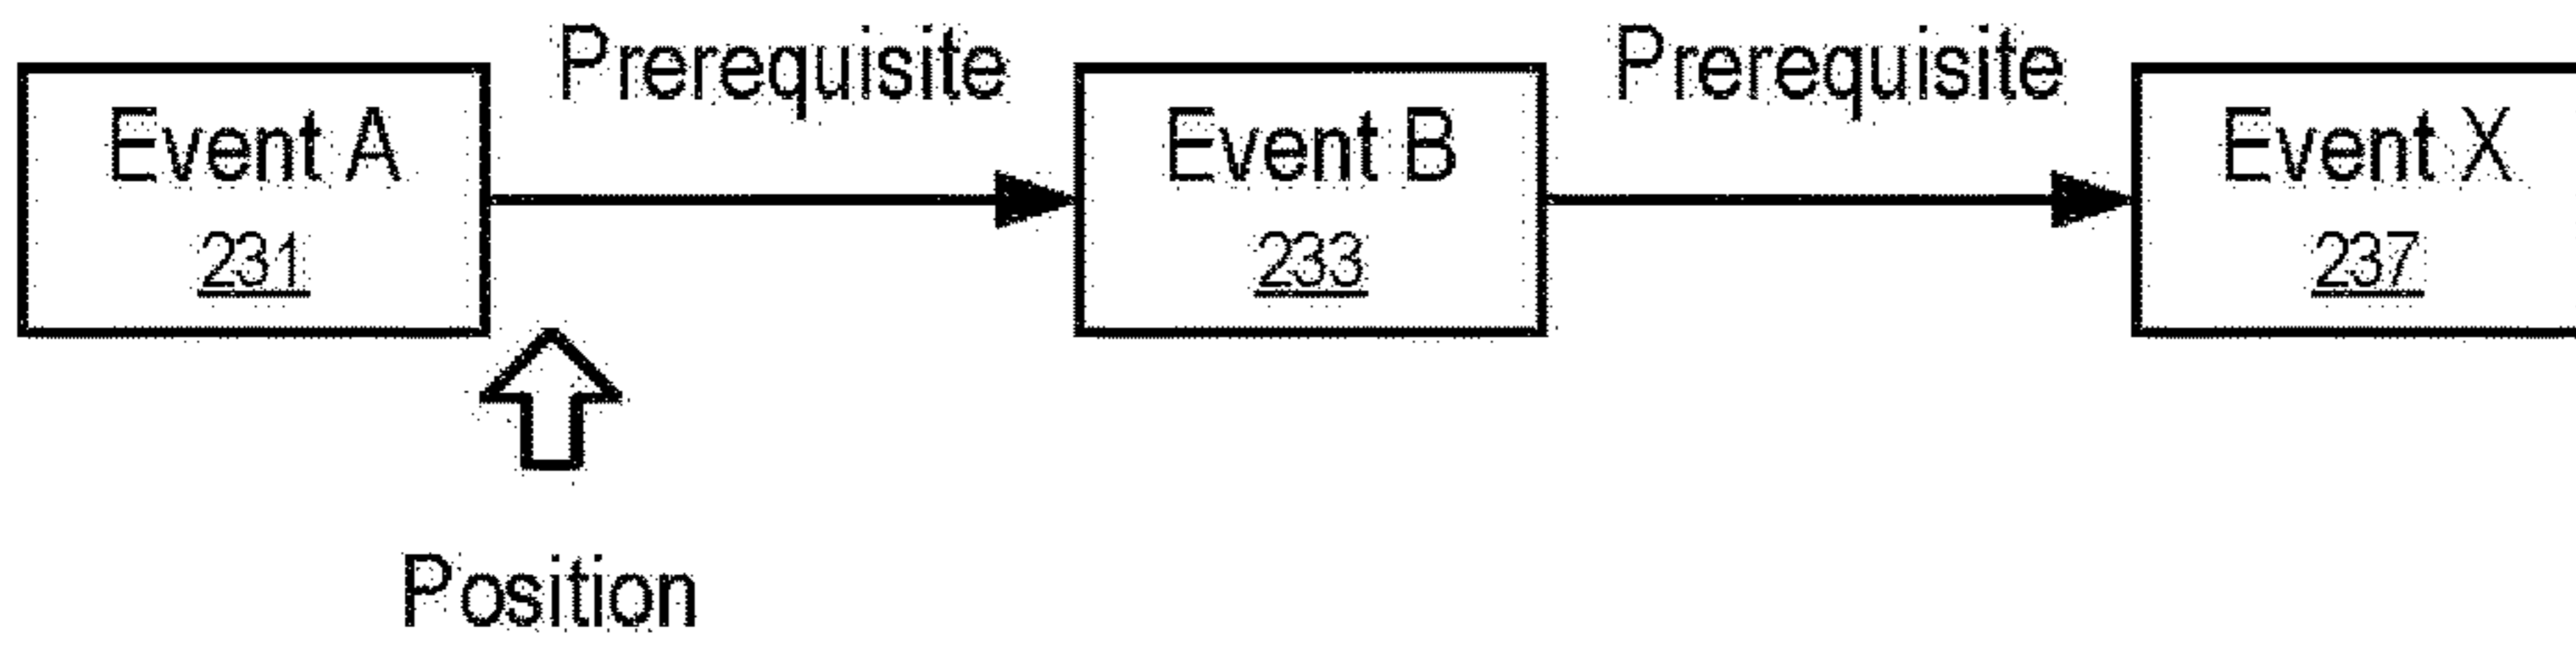 Prerequisite
Prerequisite
Event A
231
Event B
233
Event X
237
Position